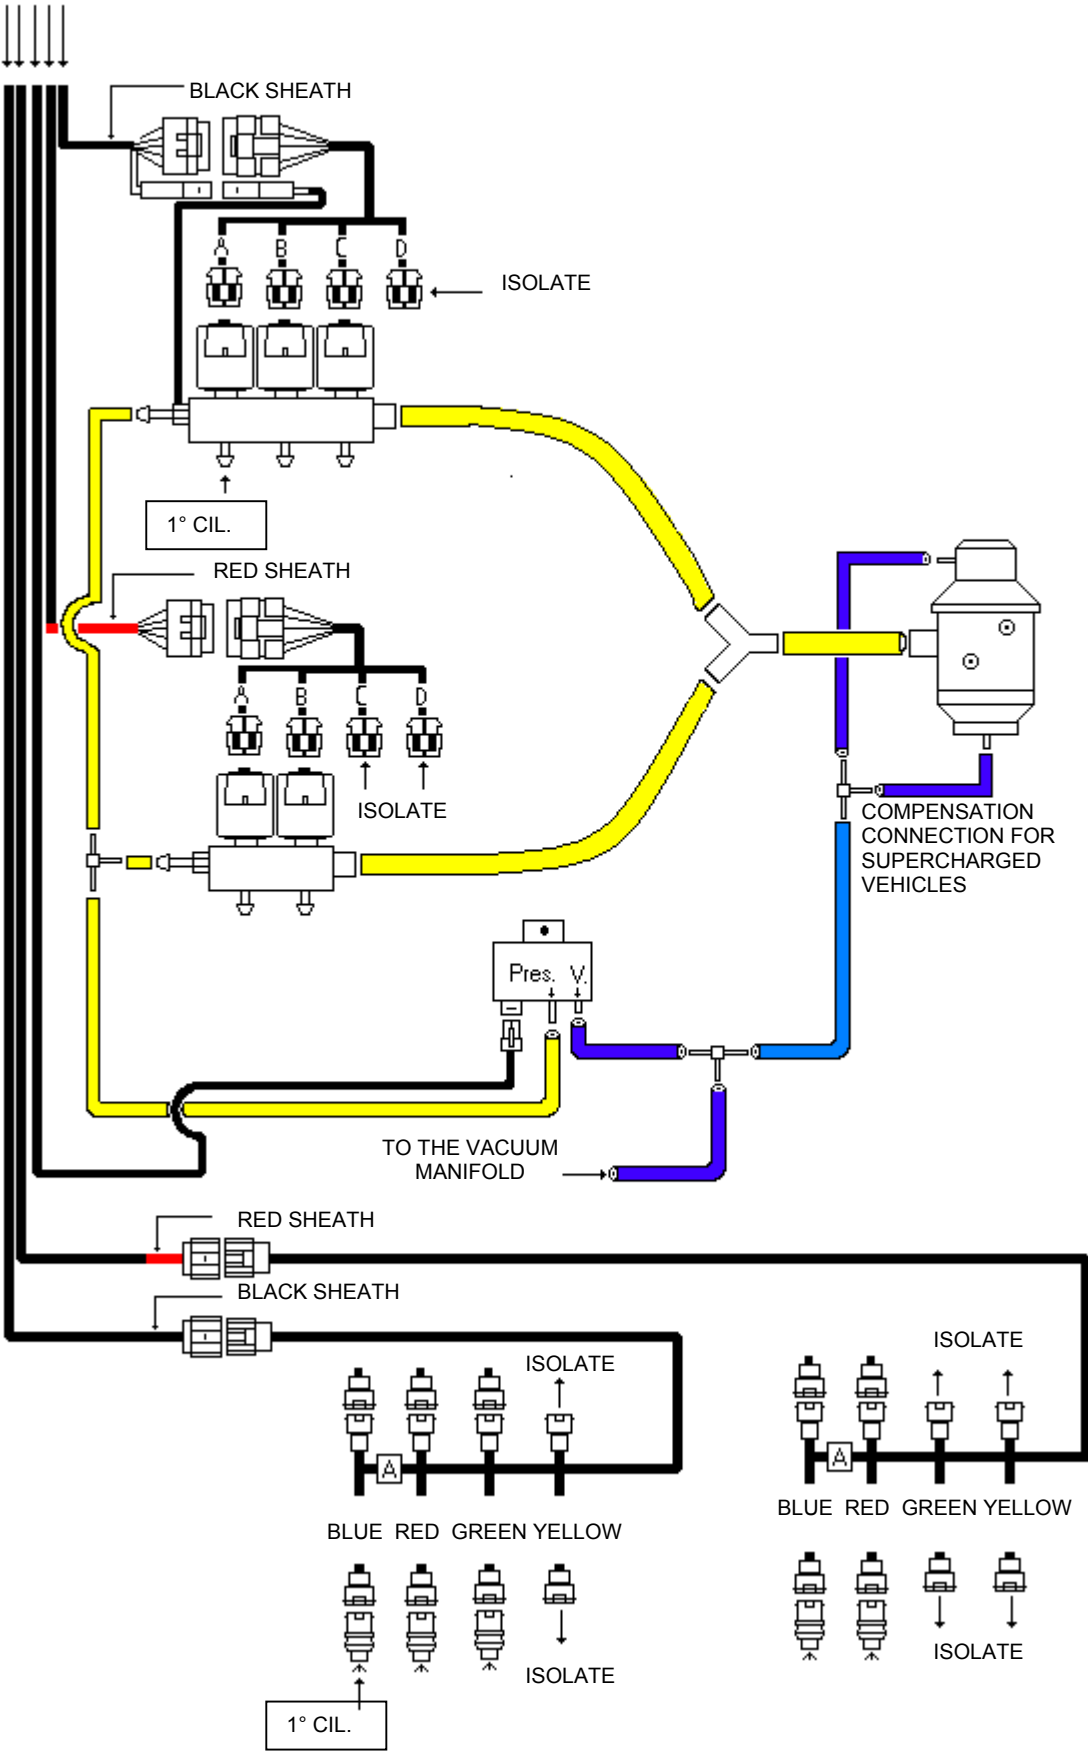 BLACK SHEATH
A B C D
ISOLATE
1° CIL.
RED SHEATH
A B C D
ISOLATE
COMPENSATION
CONNECTION FOR
SUPERCHARGED
VEHICLES
Pres. V.
TO THE VACUUM
MANIFOLD
RED SHEATH
BLACK SHEATH
ISOLATE
ISOLATE
A
A
BLUE RED GREEN YELLOW
BLUE RED GREEN YELLOW
ISOLATE
ISOLATE
1° CIL.